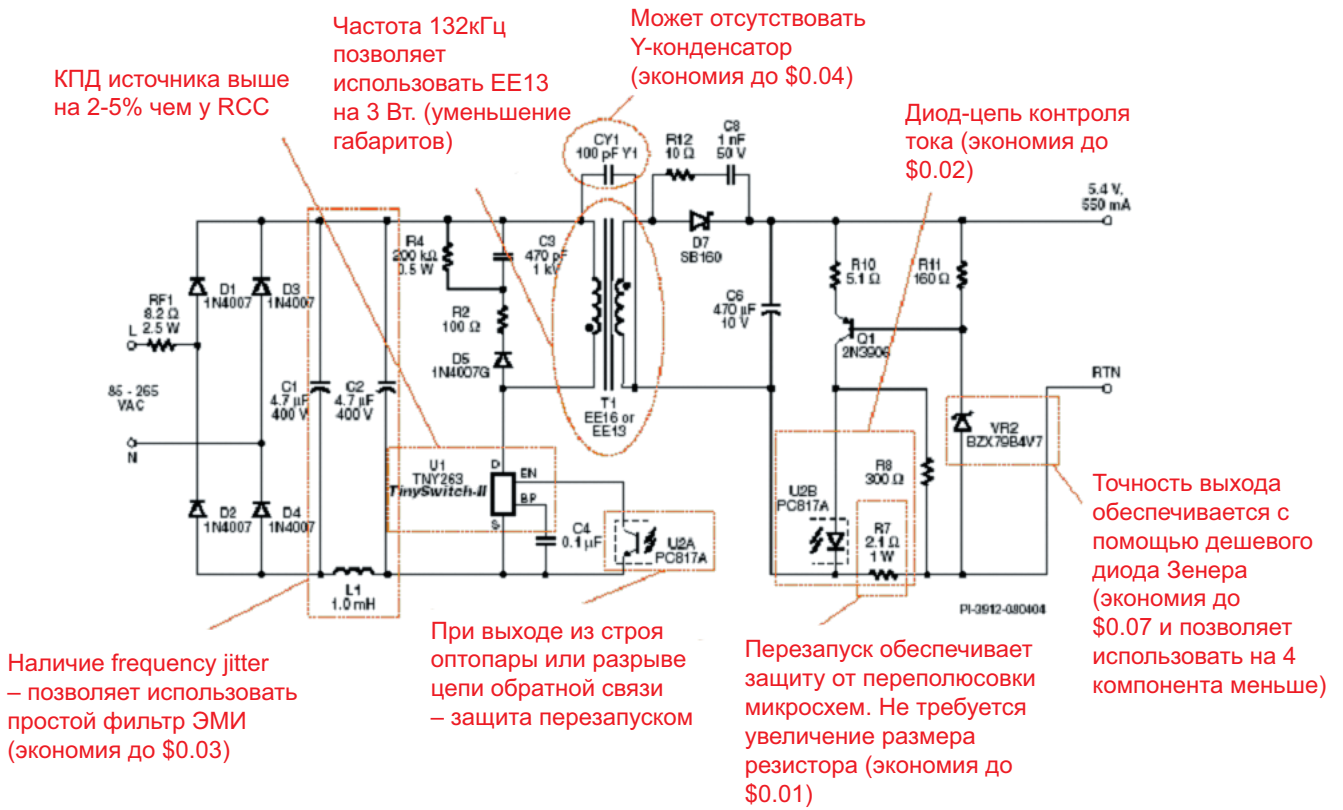 Частота 132кГц
позволяет
использовать EE13
на 3 Вт. (уменьшение
габаритов)
Может отсутствовать
Y-конденсатор
(экономия до $0.04)
КПД источника выше
на 2-5% чем у RCC
Диод-цепь контроля
тока (экономия до
$0.02)
CY1
100 pF Y1
R12
10 Ω
C8
1 nF
50 V
5.4 V,
550 mA
D7
SB160
R4
200 kΩ
0.5 W
C3
470 pF
1 kV
R10
5.1 Ω
R11
160 Ω
D1
1N4007
D3
1N4007
RF1
8.2 Ω
2.5 W
L
R2
100 Ω
C6
470 µF
10 V
Q1
2N3906
D5
1N4007G
85 - 265
VAC
C1
4.7 µF
400 V
C2
4.7 µF
400 V
T1
EE16 or
EE13
RTN
VR2
BZX79B4V7
N
U1
TNY263
TinySwitch-II
D
EN
BP
S
R8
300 Ω
U2B
PC817A
R7
2.1 Ω
1 W
D2
1N4007
D4
1N4007
C4
0.1 µF
U2A
PC817A
L1
1.0 mH
PI-3912-080404
Точность выхода
обеспечивается с
помощью дешевого
диода Зенера
(экономия до
$0.07 и позволяет
использовать на 4
компонента меньше)
Наличие frequency jitter
– позволяет использовать
простой фильтр ЭМИ
(экономия до $0.03)
При выходе из строя
оптопары или разрыве
цепи обратной связи
– защита перезапуском
Перезапуск обеспечивает
защиту от переполюсовки
микросхем. Не требуется
увеличение размера
резистора (экономия до
$0.01)